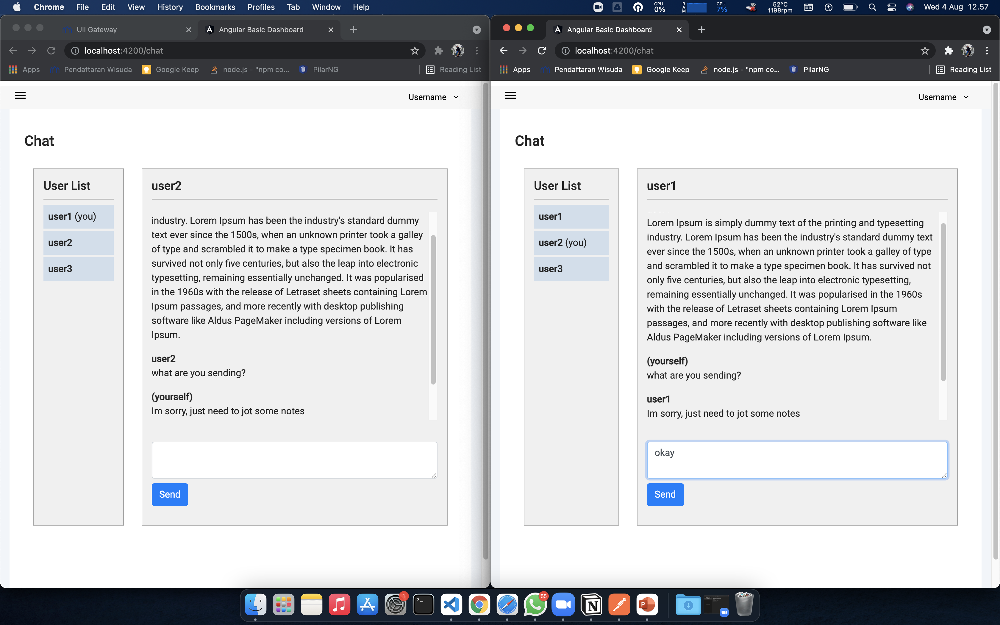 Chrome File Edit View History Bookmarks Profiles Tab Window Help
GPU 0% RAM CPU 7% 52°C 1198rpm Wed 4 Aug 12.57
UII Gateway
Angular Basic Dashboard
localhost:4200/chat
Apps Pendaftaran Wisuda Google Keep node.js - "npm co... PilarNG Reading List
Username
Chat
User List
user1 (you)
user2
user3
user2
industry. Lorem Ipsum has been the industry's standard dummy
text ever since the 1500s, when an unknown printer took a galley
of type and scrambled it to make a type specimen book. It has
survived not only five centuries, but also the leap into electronic
typesetting, remaining essentially unchanged. It was popularised
in the 1960s with the release of Letraset sheets containing Lorem
Ipsum passages, and more recently with desktop publishing
software like Aldus PageMaker including versions of Lorem
Ipsum.
user2
what are you sending?
(yourself)
Im sorry, just need to jot some notes
Send
Angular Basic Dashboard
localhost:4200/chat
Apps Pendaftaran Wisuda Google Keep node.js - "npm co... PilarNG Reading List
Username
Chat
User List
user1
user2 (you)
user3
user1
Lorem Ipsum is simply dummy text of the printing and typesetting
industry. Lorem Ipsum has been the industry's standard dummy text
ever since the 1500s, when an unknown printer took a galley of type
and scrambled it to make a type specimen book. It has survived not
only five centuries, but also the leap into electronic typesetting,
remaining essentially unchanged. It was popularised in the 1960s
with the release of Letraset sheets containing Lorem Ipsum
passages, and more recently with desktop publishing software like
Aldus PageMaker including versions of Lorem Ipsum.
(yourself)
what are you sending?
user1
Im sorry, just need to jot some notes
okay
Send
1
55